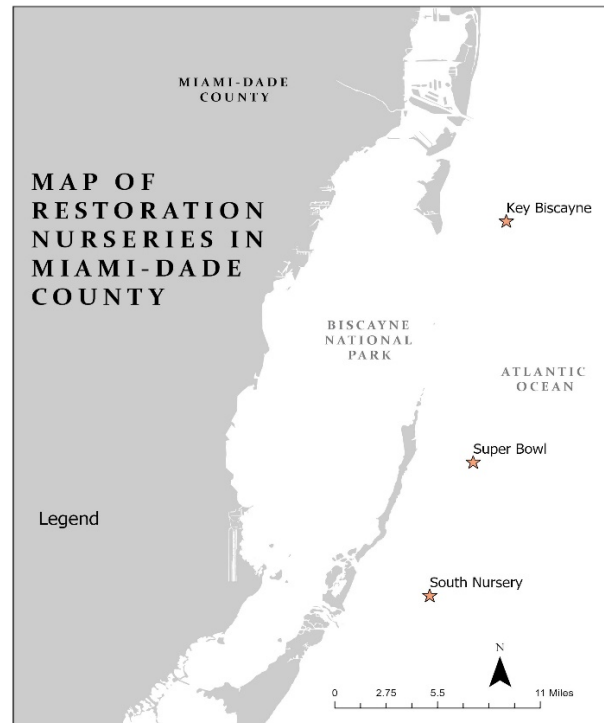 MIAMI-DADE
COUNTY
MAP OF
RESTORATION
NURSERIES IN
MIAMI-DADE
COUNTY
Key Biscayne
BISCAYNE
NATIONAL
PARK
ATLANTIC
OCEAN
Super Bowl
Legend
South Nursery
N
0 2.75 5.5 11 Miles